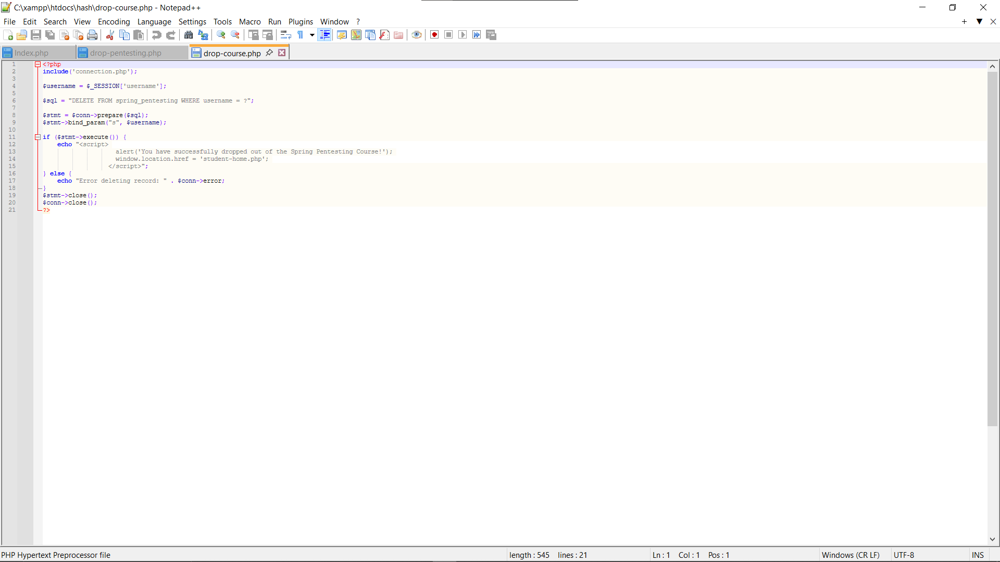 C:\xampp\htdocs\hash\drop-course.php - Notepad++
File Edit Search View Encoding Language Settings Tools Macro Run Plugins Window ?
Index.php drop-pentesting.php drop-course.php
1 <?php
2 include('connection.php');
3
4 $username = $_SESSION['username'];
5
6 $sql = "DELETE FROM spring_pentesting WHERE username = ?";
7
8 $stmt = $conn->prepare($sql);
9 $stmt->bind_param("s", $username);
10
11 if ($stmt->execute()) {
12 echo "<script>
13 alert('You have successfully dropped out of the Spring Pentesting Course!');
14 window.location.href = 'student-home.php';
15 </script>";
16 } else {
17 echo "Error deleting record: " . $conn->error;
18 }
19 $stmt->close();
20 $conn->close();
21 ?>
PHP Hypertext Preprocessor file length : 545 lines : 21 Ln : 1 Col : 1 Pos : 1 Windows (CR LF) UTF-8 INS